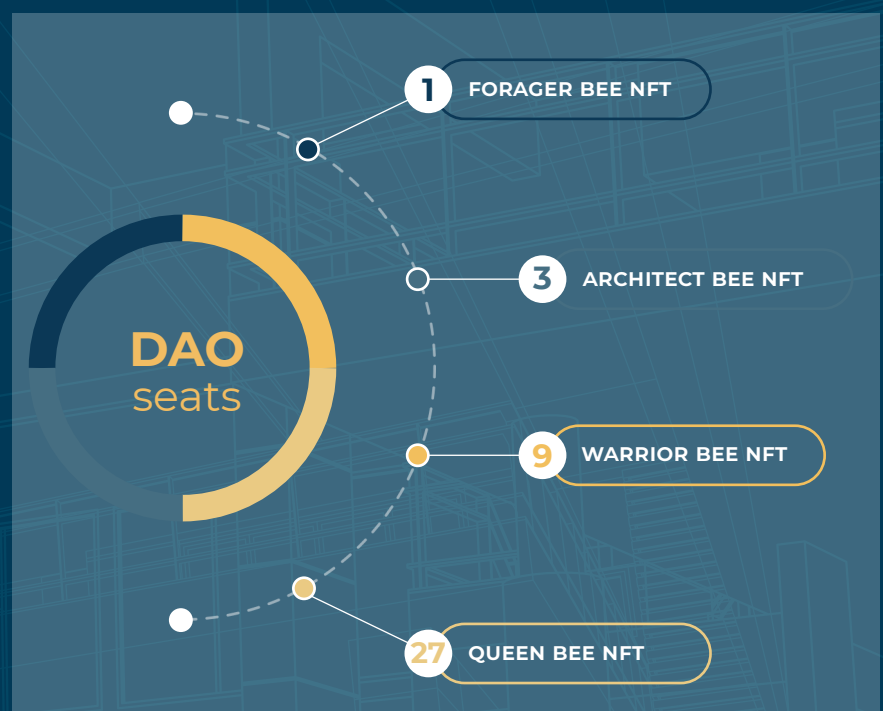 1 FORAGER BEE NFT
3 ARCHITECT BEE NFT
DAO
seats
9 WARRIOR BEE NFT
27 QUEEN BEE NFT